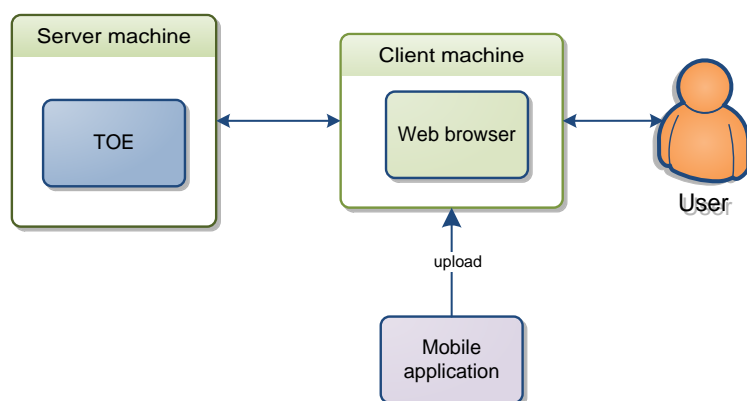 Server machine
TOE
Client machine
Web browser
User
upload
Mobile
application